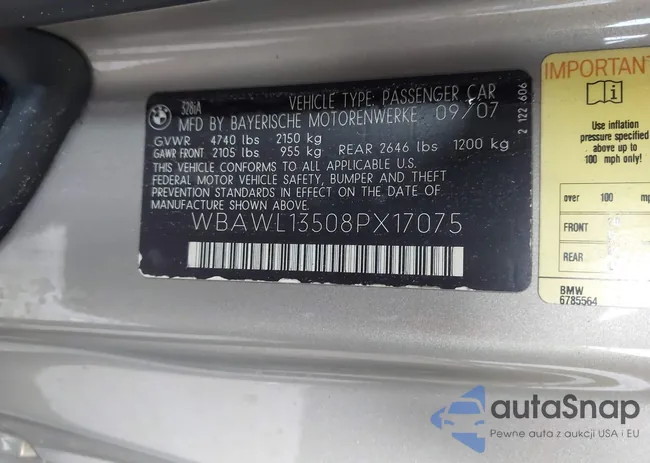 328iA VEHICLE TYPE: PASSENGER CAR
MFD BY BAYERISCHE MOTORENWERKE 09/07
GVWR 4740 lbs 2150 kg
GAWR FRONT 2105 lbs 955 kg REAR 2646 lbs 1200 kg
THIS VEHICLE CONFORMS TO ALL APPLICABLE
FEDERAL MOTOR VEHICLE SAFETY, BUMPER AND THEFT
PREVENTION STANDARDS IN EFFECT ON THE DATE OF
MANUFACTURE SHOWN ABOVE.
WBAWL13508PX17075
2 122 606
IMPORTANT
Use inflation
pressure specified
above up to
100 mph only!
over 100 mph
FRONT
REAR
BMW
6785564
autoSnap
Pewne auta z aukcji USA i EU